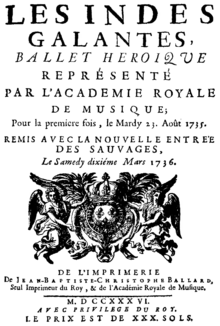 LES INDES
GALANTES,
BALLET HEROIQUE
REPRÉSENTÉ
PAR L'ACADEMIE ROYALE
DE MUSIQUE;
Pour la premiere fois, le Mardy 23. Août 1735.
REMIS AVEC LA NOUVELLE ENTRÉE
DES SAUVAGES,
Le Samedy dixiéme Mars 1736.
DE L'IMPRIMERIE
De JEAN-BAPTISTE-CHRISTOPHE BALLARD,
Seul Imprimeur du Roy, & de l'Académie Royale de Musique.
M. DCCXXXVI.
AVEC PRIVILEGE DU ROY.
LE PRIX EST DE XXX. SOLS.